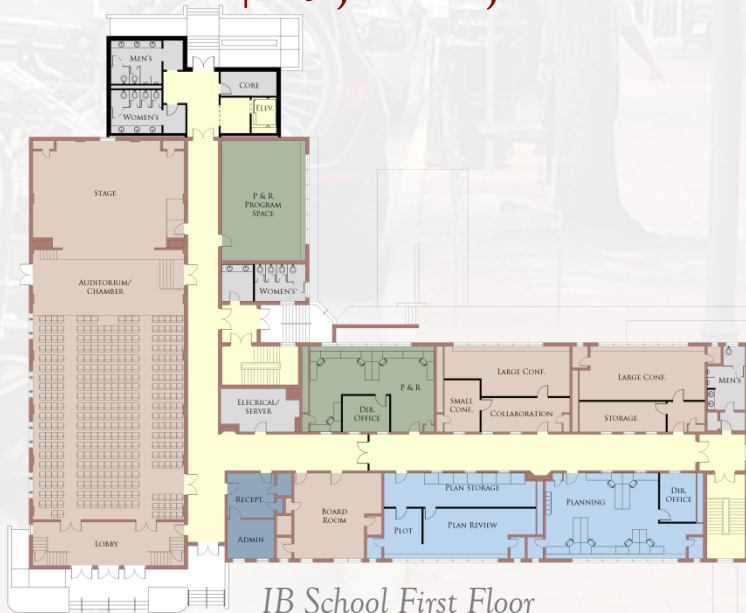 MEN'S
CORE
ELEV.
WOMEN'S
STAGE
P & R
PROGRAM
SPACE
AUDITORIUM/
CHAMBER
WOMEN'S
LARGE CONF.
LARGE CONF.
MEN'S
P & R
SMALL
CONF.
COLLABORATION
STORAGE
DIR.
OFFICE
ELECRICAL/
SERVER
RECEPT.
PLAN STORAGE
PLANNING
DIR.
OFFICE
BOARD
ROOM
PLOT
PLAN REVIEW
LOBBY
ADMIN
IB School First Floor